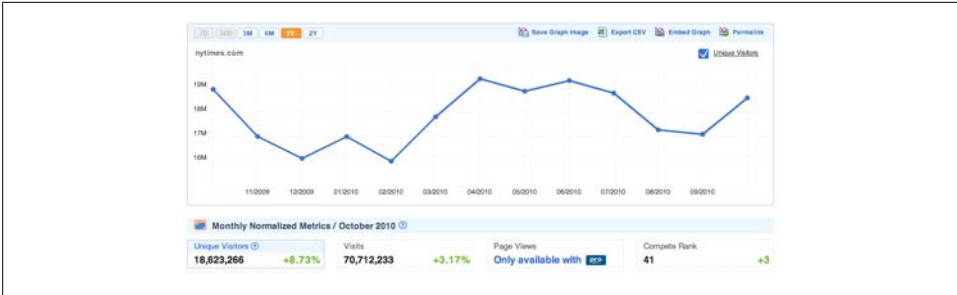 7D 30D 3M 6M 1Y 2Y Save Graph Image Export CSV Embed Graph Permalink
nytimes.com Unique Visitors
19M
18M
17M
16M
11/2009 12/2009 01/2010 02/2010 03/2010 04/2010 05/2010 06/2010 07/2010 08/2010 09/2010
Monthly Normalized Metrics / October 2010 ?
Unique Visitors ? Visits Page Views Compete Rank
18,623,266 +8.73% 70,712,233 +3.17% Only available with PRO 41 +3